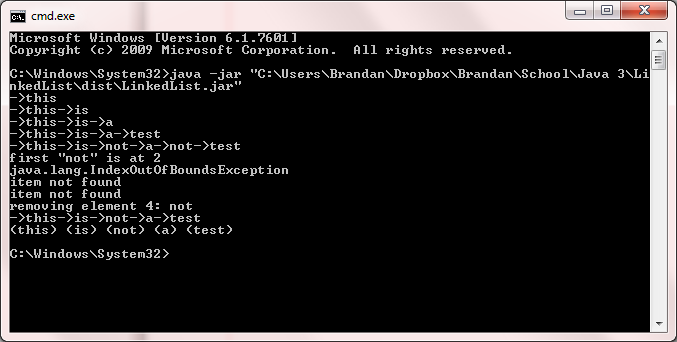 cmd.exe
Microsoft Windows [Version 6.1.7601]
Copyright (c) 2009 Microsoft Corporation.  All rights reserved.
C:\Windows\System32>java -jar "C:\Users\Brandan\Dropbox\Brandan\School\Java 3\Li
nkedList\dist\LinkedList.jar"
->this
->this->is
->this->is->a
->this->is->a->test
->this->is->not->a->not->test
first "not" is at 2
java.lang.IndexOutOfBoundsException
item not found
item not found
removing element 4: not
->this->is->not->a->test
(this) (is) (not) (a) (test)
C:\Windows\System32>